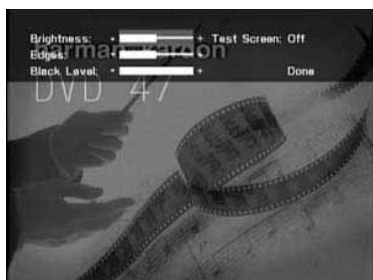 Brightness: - + Test Screen: Off
harman/kardon
Edges: - +
Black Level: - + Done
DVD 47